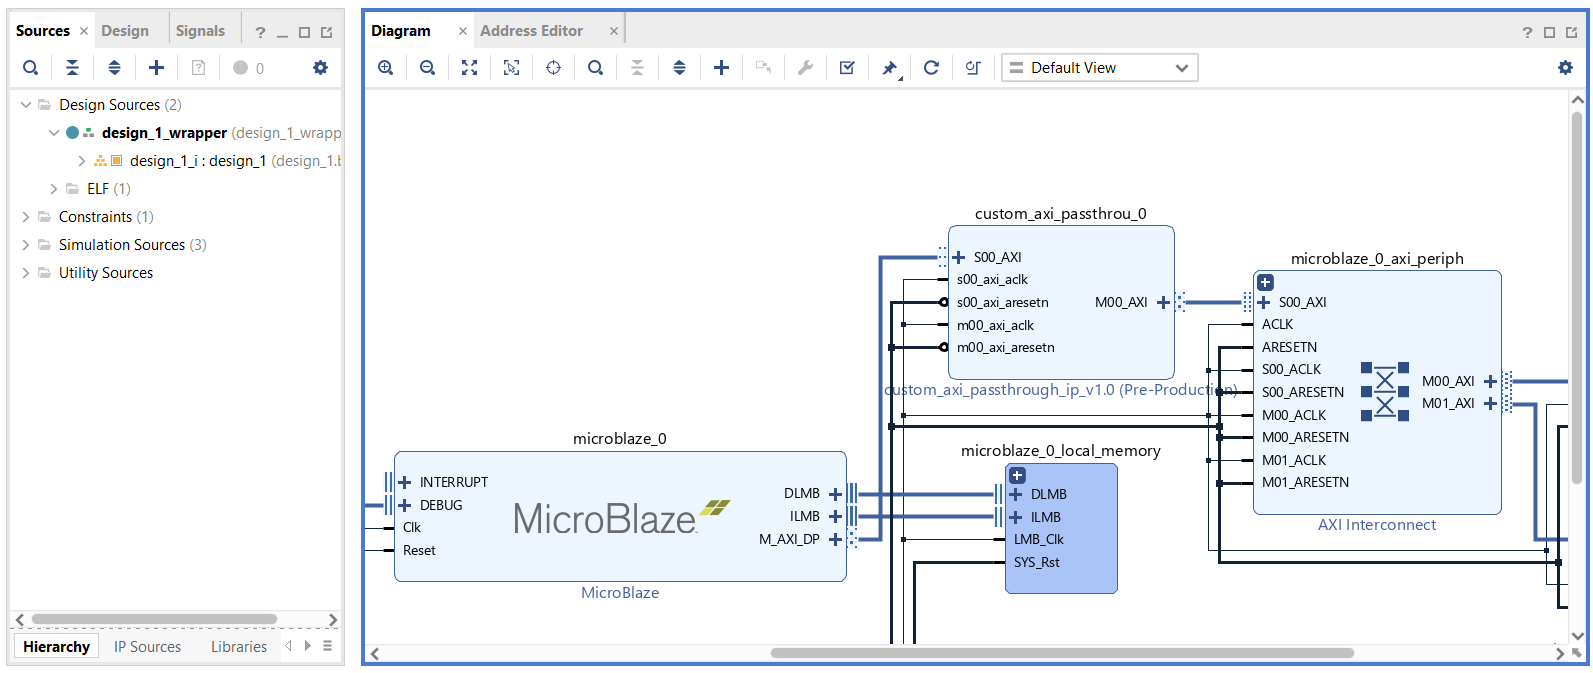 Sources
Design
Signals
?
0
Design Sources (2)
design_1_wrapper (design_1_wrapp
design_1_i : design_1 (design_1.b
ELF (1)
Constraints (1)
Simulation Sources (3)
Utility Sources
Hierarchy
IP Sources
Libraries
Diagram
Address Editor
?
Default View
custom_axi_passthrou_0
S00_AXI
s00_axi_aclk
s00_axi_aresetn
M00_AXI
m00_axi_aclk
m00_axi_aresetn
custom_axi_passthrough_ip_v1.0 (Pre-Production)
microblaze_0_axi_periph
S00_AXI
ACLK
ARESETN
S00_ACLK
S00_ARESETN
M00_ACLK
M00_ARESETN
M01_ACLK
M01_ARESETN
M00_AXI
M01_AXI
AXI Interconnect
microblaze_0
INTERRUPT
DEBUG
Clk
Reset
MicroBlaze
DLMB
ILMB
M_AXI_DP
MicroBlaze
microblaze_0_local_memory
DLMB
ILMB
LMB_Clk
SYS_Rst